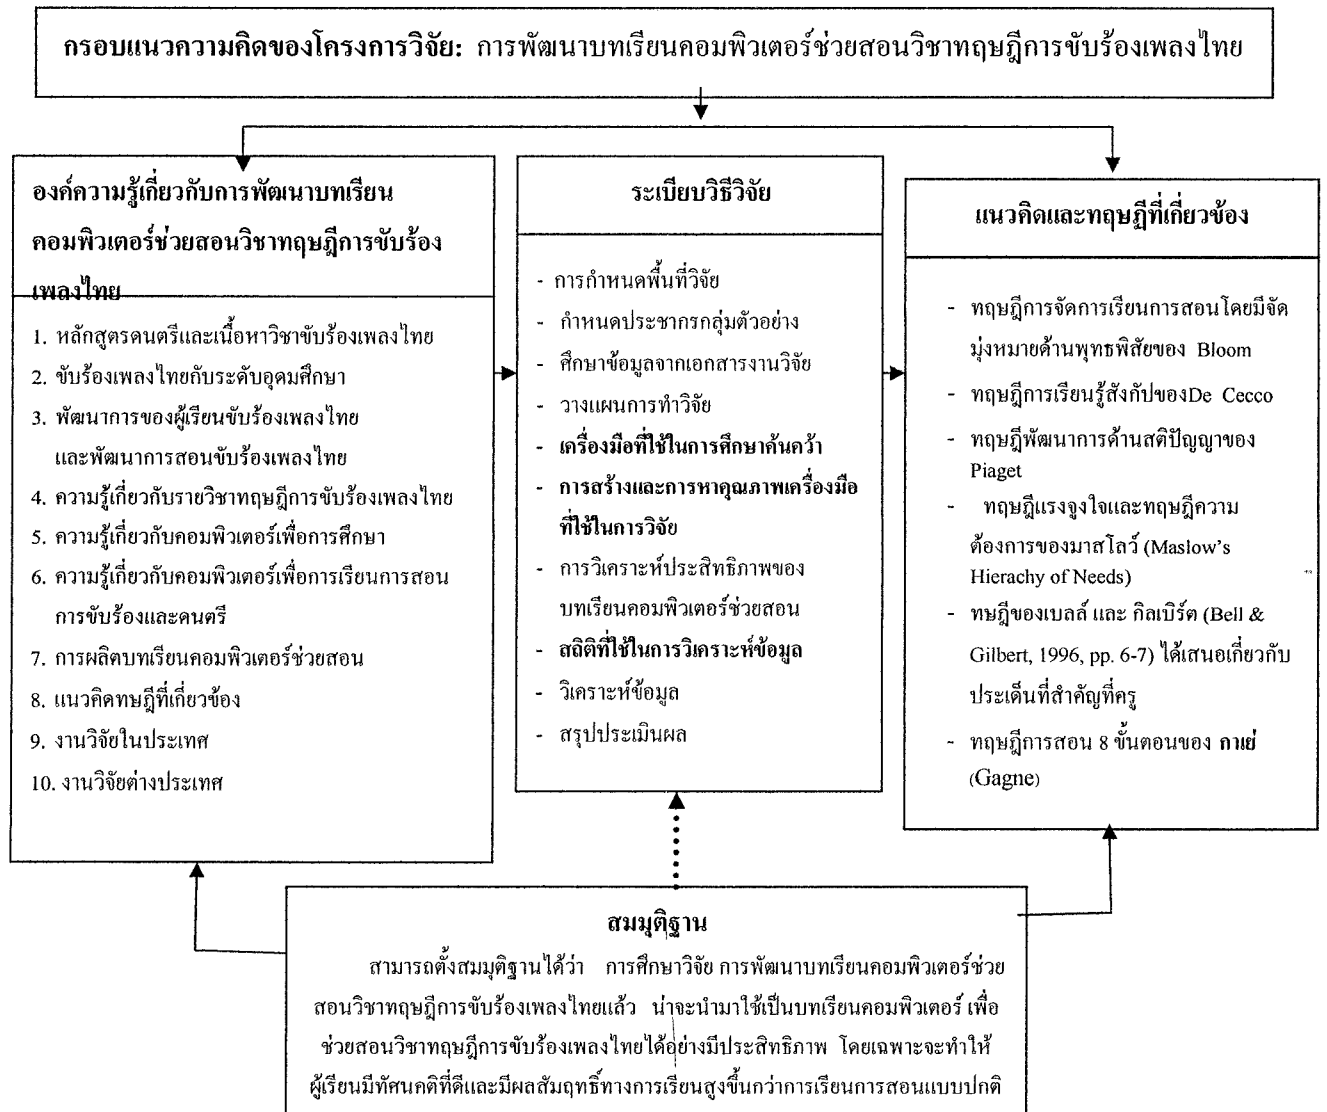 กรอบแนวความคิดของโครงการวิจัย: การพัฒนาบทเรียนคอมพิวเตอร์ช่วยสอนวิชาทฤษฎีการขับร้องเพลงไทย
องค์ความรู้เกี่ยวกับการพัฒนาบทเรียน
คอมพิวเตอร์ช่วยสอนวิชาทฤษฎีการขับร้อง
เพลงไทย
1. หลักสูตรดนตรีและเนื้อหาวิชาขับร้องเพลงไทย
2. ขับร้องเพลงไทยกับระดับอุดมศึกษา
3. พัฒนาการของผู้เรียนขับร้องเพลงไทย
และพัฒนาการสอนขับร้องเพลงไทย
4. ความรู้เกี่ยวกับรายวิชาทฤษฎีการขับร้องเพลงไทย
5. ความรู้เกี่ยวกับคอมพิวเตอร์เพื่อการศึกษา
6. ความรู้เกี่ยวกับคอมพิวเตอร์เพื่อการเรียนการสอน
การขับร้องและดนตรี
7. การผลิตบทเรียนคอมพิวเตอร์ช่วยสอน
8. แนวคิดทษฎีที่เกี่ยวข้อง
9. งานวิจัยในประเทศ
10. งานวิจัยต่างประเทศ
ระเบียบวิธีวิจัย
- การกำหนดพื้นที่วิจัย
- กำหนดประชากรกลุ่มตัวอย่าง
- ศึกษาข้อมูลจากเอกสารงานวิจัย
- วางแผนการทำวิจัย
- เครื่องมือที่ใช้ในการศึกษาค้นคว้า
- การสร้างและการหาคุณภาพเครื่องมือ
ที่ใช้ในการวิจัย
- การวิเคราะห์ประสิทธิภาพของ
บทเรียนคอมพิวเตอร์ช่วยสอน
- สถิติที่ใช้ในการวิเคราะห์ข้อมูล
- วิเคราะห์ข้อมูล
- สรุปประเมินผล
แนวคิดและทฤษฎีที่เกี่ยวข้อง
- ทฤษฎีการจัดการเรียนการสอนโดยมีจัด
มุ่งหมายด้านพุทธพิสัยของ Bloom
- ทฤษฎีการเรียนรู้สังกัปของDe Cecco
- ทฤษฎีพัฒนาการด้านสติปัญญาของ
Piaget
- ทฤษฎีแรงจูงใจและทฤษฎีความ
ต้องการของมาสโลว์ (Maslow's
Hierachy of Needs)
- ทษฎีของเบลล์ และ กิลเบิร์ต (Bell &
Gilbert, 1996, pp. 6-7) ได้เสนอเกี่ยวกับ
ประเด็นที่สำคัญที่ครู
- ทฤษฎีการสอน 8 ขั้นตอนของ กาเย่
(Gagne)
สมมุติฐาน
สามารถตั้งสมมุติฐานได้ว่า การศึกษาวิจัย การพัฒนาบทเรียนคอมพิวเตอร์ช่วย
สอนวิชาทฤษฎีการขับร้องเพลงไทยแล้ว น่าจะนำมาใช้เป็นบทเรียนคอมพิวเตอร์ เพื่อ
ช่วยสอนวิชาทฤษฎีการขับร้องเพลงไทยได้อย่างมีประสิทธิภาพ โดยเฉพาะจะทำให้
ผู้เรียนมีทัศนคติที่ดีและมีผลสัมฤทธิ์ทางการเรียนสูงขึ้นกว่าการเรียนการสอนแบบปกติ